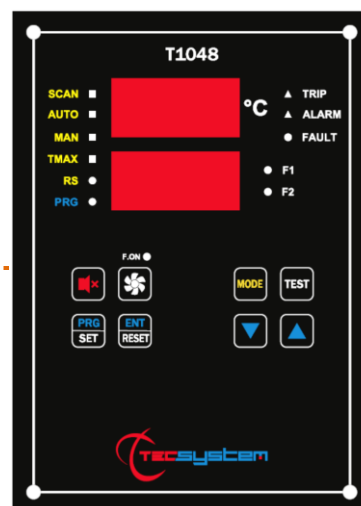 T1048
SCAN
AUTO
MAN
TMAX
RS
PRG
°C
TRIP
ALARM
FAULT
F1
F2
F.ON
MODE
TEST
PRG
SET
ENT
RESET
TECSYSTEM